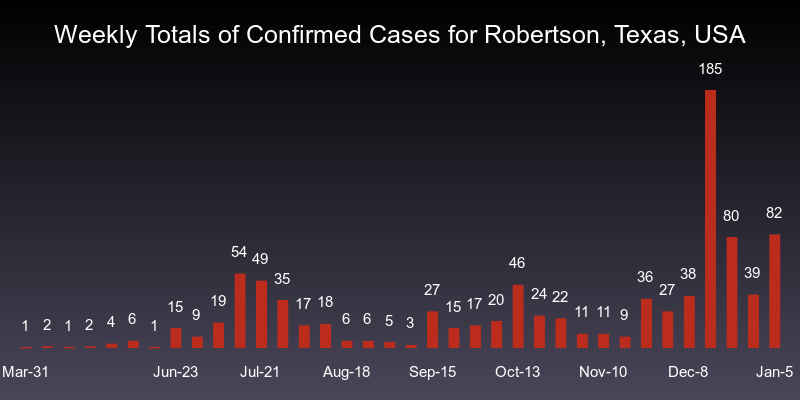 Weekly Totals of Confirmed Cases for Robertson, Texas, USA
1 2 1 2 4 6 1 15 9 19 54 49 35 17 18 6 6 5 3 27 15 17 20 46 24 22 11 11 9 36 27 38 185 80 39 82
Mar-31 Jun-23 Jul-21 Aug-18 Sep-15 Oct-13 Nov-10 Dec-8 Jan-5